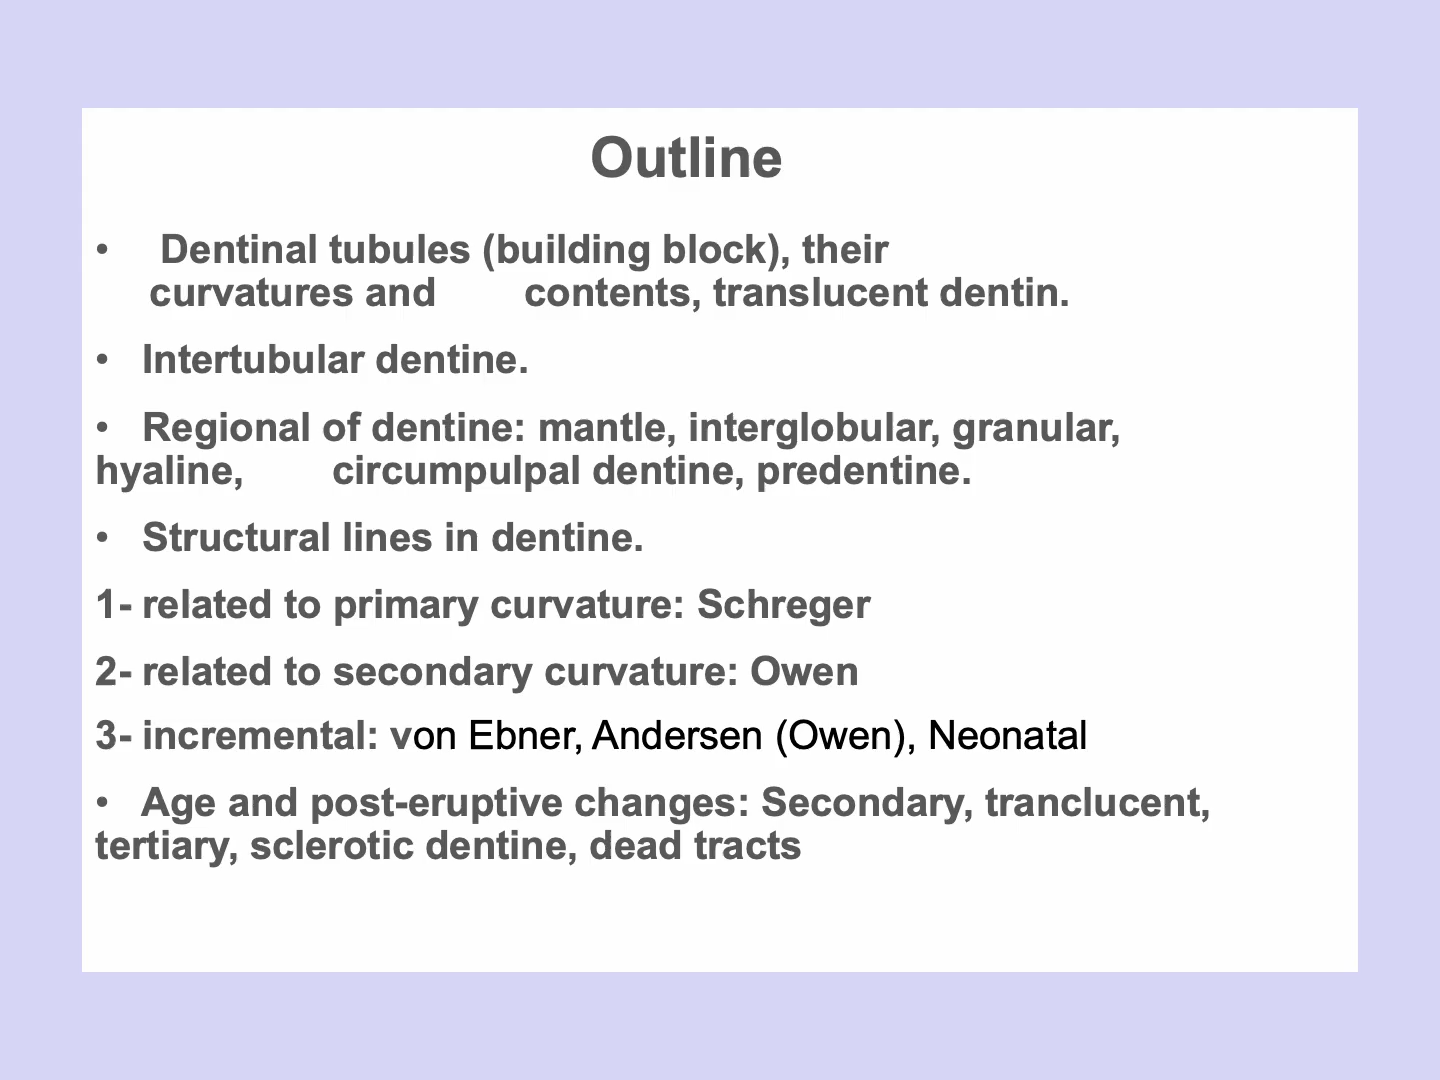 Outline
• Dentinal tubules (building block), their
curvatures and contents, translucent dentin.
• Intertubular dentine.
• Regional of dentine: mantle, interglobular, granular,
hyaline, circumpulpal dentine, predentine.
• Structural lines in dentine.
1- related to primary curvature: Schreger
2- related to secondary curvature: Owen
3- incremental: von Ebner, Andersen (Owen), Neonatal
• Age and post-eruptive changes: Secondary, tranclucent,
tertiary, sclerotic dentine, dead tracts